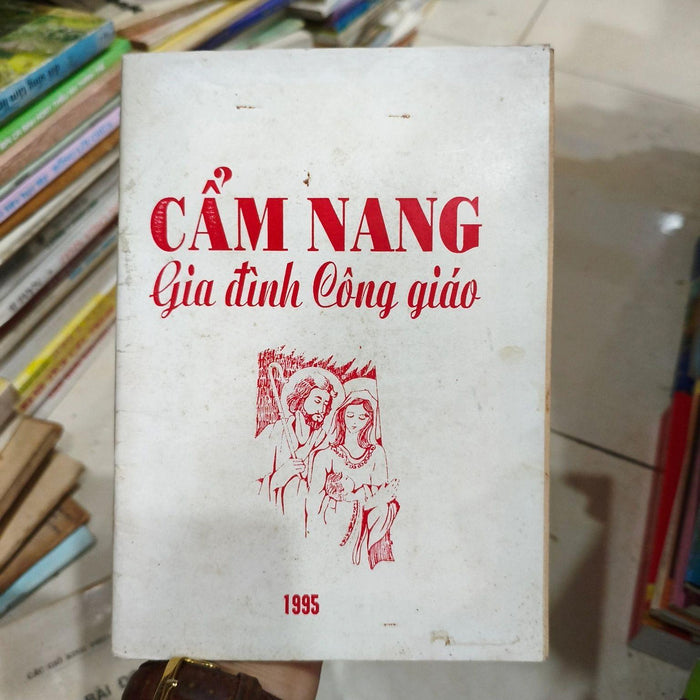 CẨM NANG
Gia đình Công giáo
1995